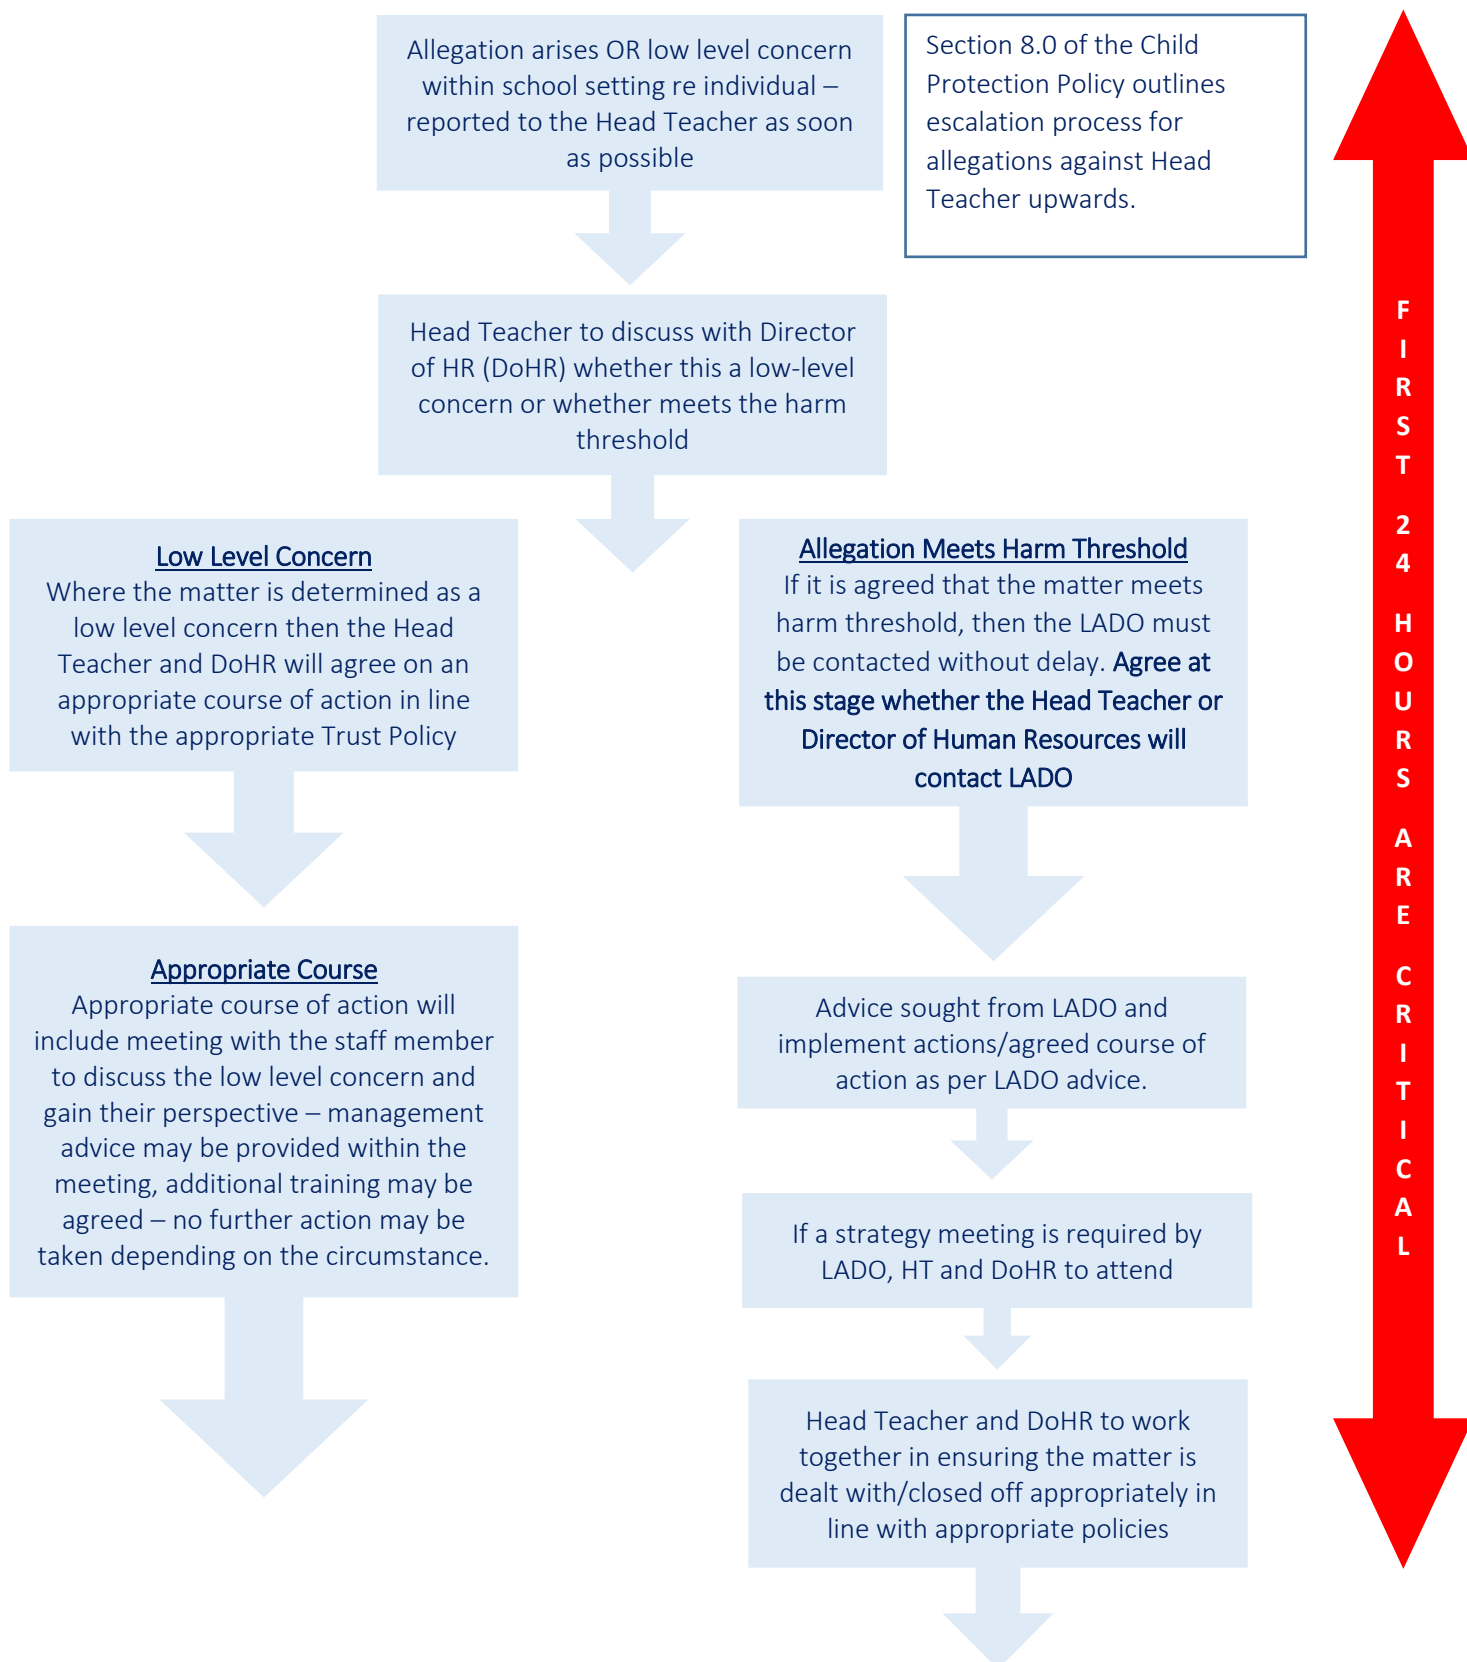 Allegation arises OR low level concern
within school setting re individual –
reported to the Head Teacher as soon
as possible
Section 8.0 of the Child
Protection Policy outlines
escalation process for
allegations against Head
Teacher upwards.
Head Teacher to discuss with Director
of HR (DoHR) whether this a low-level
concern or whether meets the harm
threshold
Low Level Concern
Where the matter is determined as a
low level concern then the Head
Teacher and DoHR will agree on an
appropriate course of action in line
with the appropriate Trust Policy
Allegation Meets Harm Threshold
If it is agreed that the matter meets
harm threshold, then the LADO must
be contacted without delay. Agree at
this stage whether the Head Teacher or
Director of Human Resources will
contact LADO
Appropriate Course
Appropriate course of action will
include meeting with the staff member
to discuss the low level concern and
gain their perspective – management
advice may be provided within the
meeting, additional training may be
agreed – no further action may be
taken depending on the circumstance.
Advice sought from LADO and
implement actions/agreed course of
action as per LADO advice.
If a strategy meeting is required by
LADO, HT and DoHR to attend
Head Teacher and DoHR to work
together in ensuring the matter is
dealt with/closed off appropriately in
line with appropriate policies
FIRST 24 HOURS ARE CRITICAL